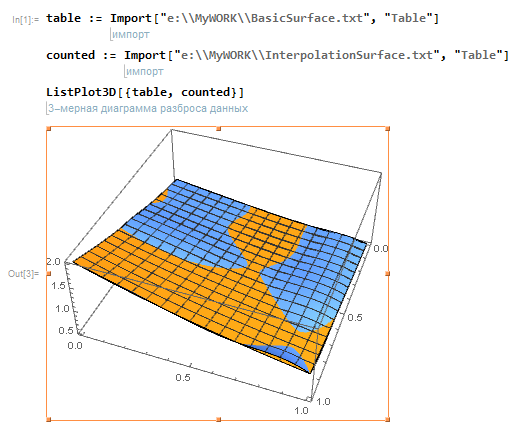 In[1]:= table := Import["e:\\MyWORK\\BasicSurface.txt", "Table"]
импорт
counted := Import["e:\\MyWORK\\InterpolationSurface.txt", "Table"]
импорт
ListPlot3D[{table, counted}]
3-мерная диаграмма разброса данных
Out[3]=
2.0
1.5
1.0
0.5
0.0
0.5
1.0
0.0
0.5
1.0